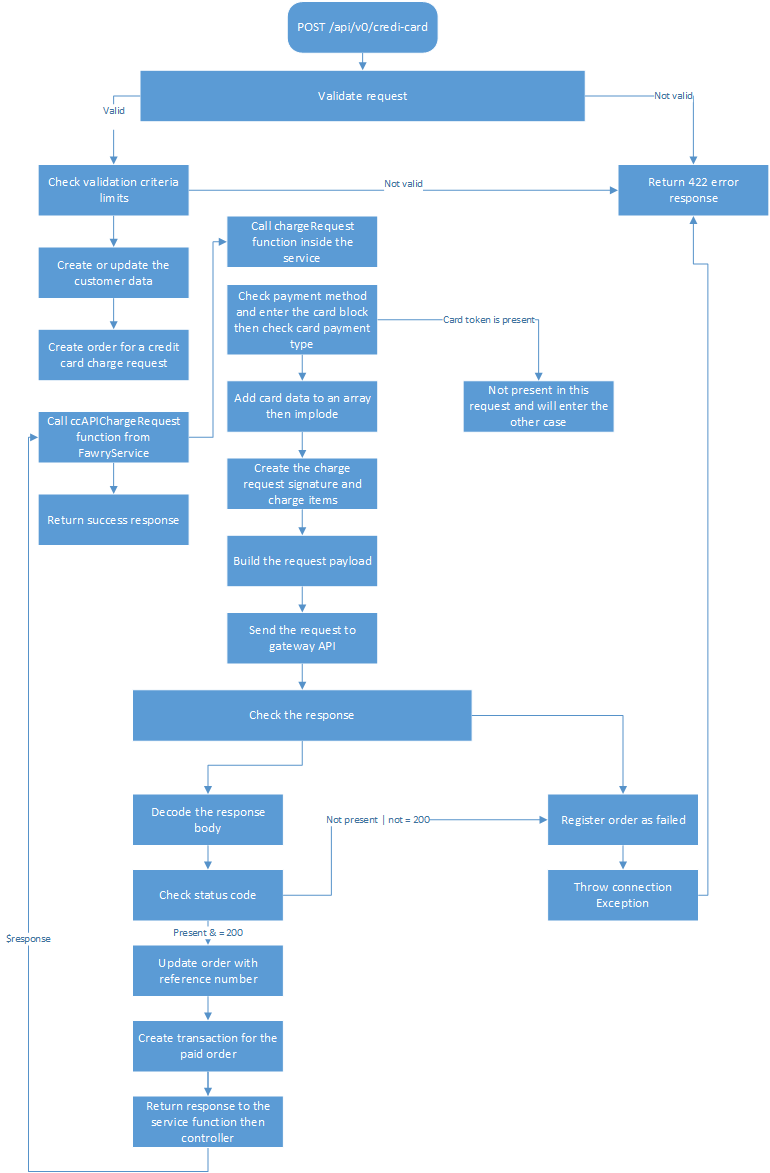 POST /api/v0/credi-card
Validate request
Valid
Not valid
Check validation criteria
limits
Not valid
Return 422 error
response
Call chargeRequest
function inside the
service
Create or update the
customer data
Check payment method
and enter the card block
then check card payment
type
Card token is present
Create order for a credit
card charge request
Add card data to an array
then implode
Not present in this
request and will enter the
other case
Call ccAPIChargeRequest
function from
FawryService
Create the charge
request signature and
charge items
Return success response
Build the request payload
Send the request to
gateway API
Check the response
Decode the response
body
Not present | not = 200
Register order as failed
Check status code
Throw connection
Exception
Present & = 200
$response
Update order with
reference number
Create transaction for the
paid order
Return response to the
service function then
controller